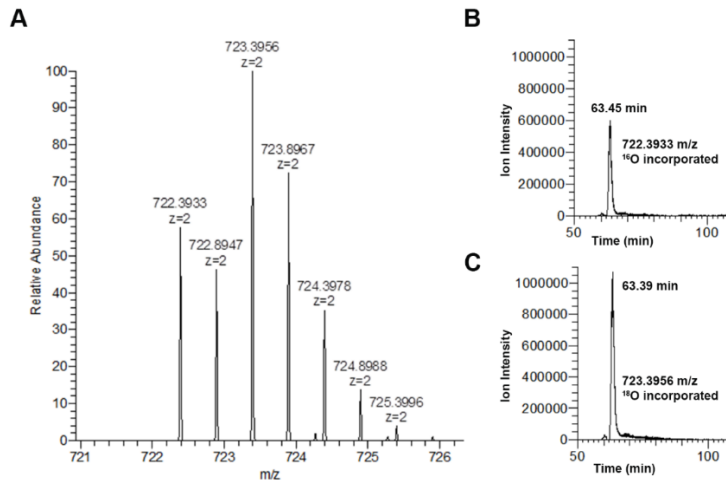 A
723.3956
z=2
723.8967
z=2
722.3933
z=2
722.8947
z=2
724.3978
z=2
724.8988
z=2
725.3996
z=2
100
90
80
70
60
50
40
30
20
10
0
Relative Abundance
721
722
723
724
725
726
m/z
B
1000000
800000
600000
400000
200000
0
Ion Intensity
63.45 min
722.3933 m/z
¹⁶O incorporated
50
100
Time (min)
C
1000000
800000
600000
400000
200000
0
Ion Intensity
63.39 min
723.3956 m/z
¹⁸O incorporated
50
100
Time (min)